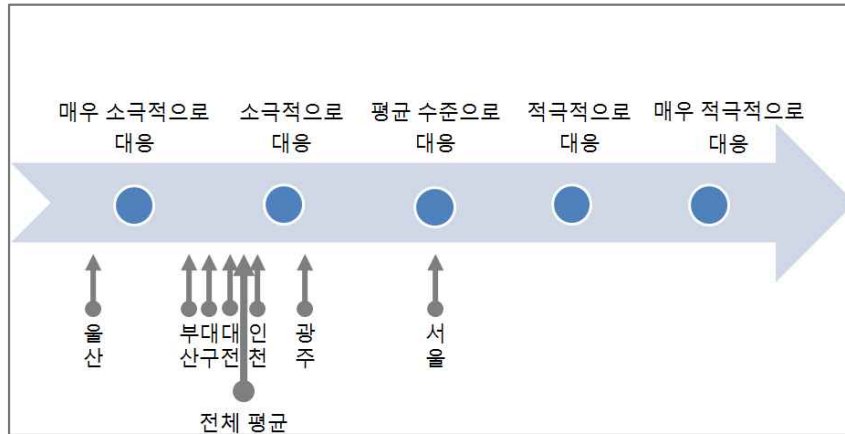 매우 소극적으로 대응
소극적으로 대응
평균 수준으로 대응
적극적으로 대응
매우 적극적으로 대응
울산
부산
대구
대전
인천
광주
서울
전체 평균